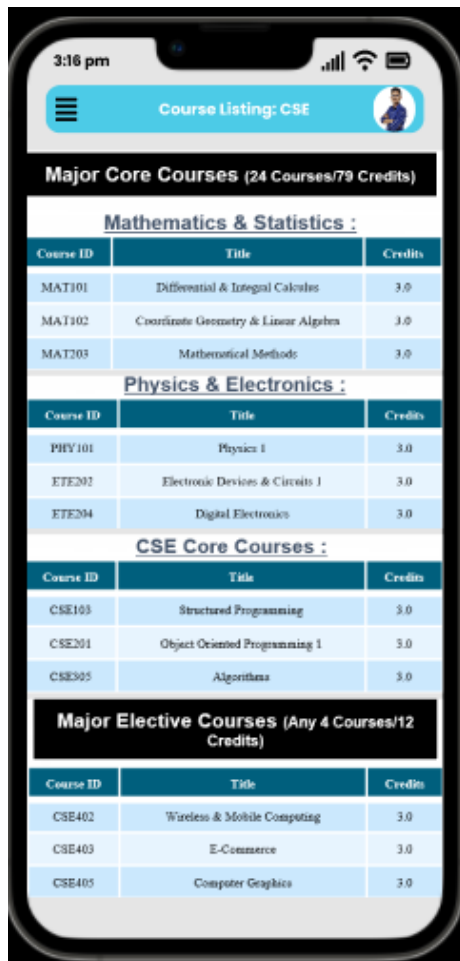 3:16 pm
Course Listing: CSE
Major Core Courses (24 Courses/79 Credits)
Mathematics & Statistics :
Course ID Title Credits
MAT101 Differential & Integral Calculus 3.0
MAT102 Coordinate Geometry & Linear Algebra 3.0
MAT203 Mathematical Methods 3.0
Physics & Electronics :
Course ID Title Credits
PHY101 Physics 1 3.0
ETE202 Electronic Devices & Circuits 1 3.0
ETE204 Digital Electronics 3.0
CSE Core Courses :
Course ID Title Credits
CSE103 Structured Programming 3.0
CSE201 Object Oriented Programming 1 3.0
CSE305 Algorithms 3.0
Major Elective Courses (Any 4 Courses/12
Credits)
Course ID Title Credits
CSE402 Wireless & Mobile Computing 3.0
CSE403 E-Commerce 3.0
CSE405 Computer Graphics 3.0